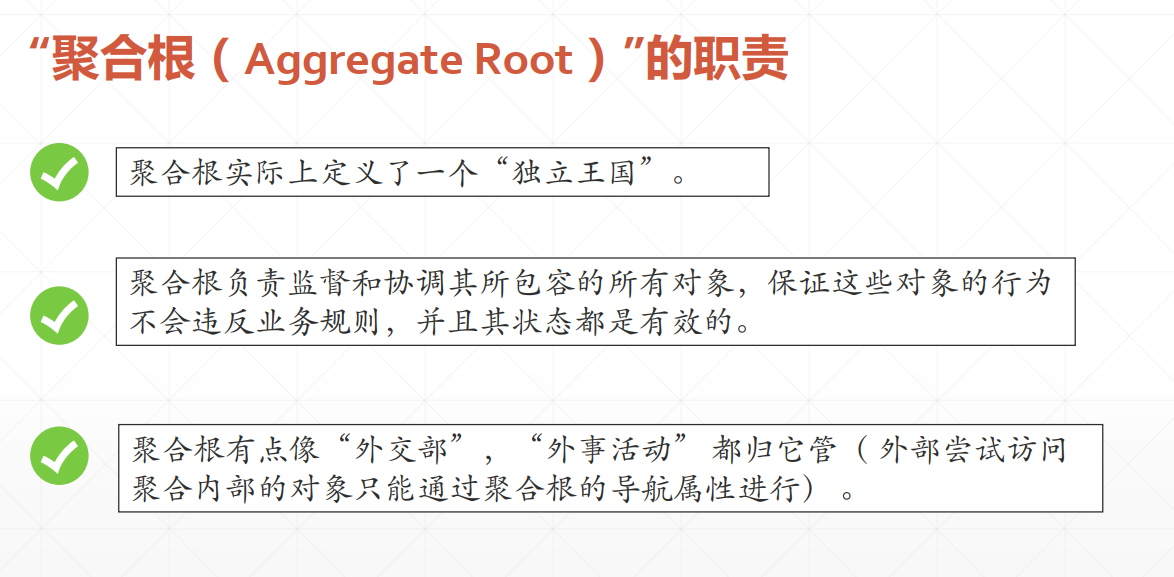 “聚合根（Aggregate Root）”的职责
聚合根实际上定义了一个“独立王国”。
聚合根负责监督和协调其所包容的所有对象，保证这些对象的行为
不会违反业务规则，并且其状态都是有效的。
聚合根有点像“外交部”，“外事活动” 都归它管（外部尝试访问
聚合内部的对象只能通过聚合根的导航属性进行）。